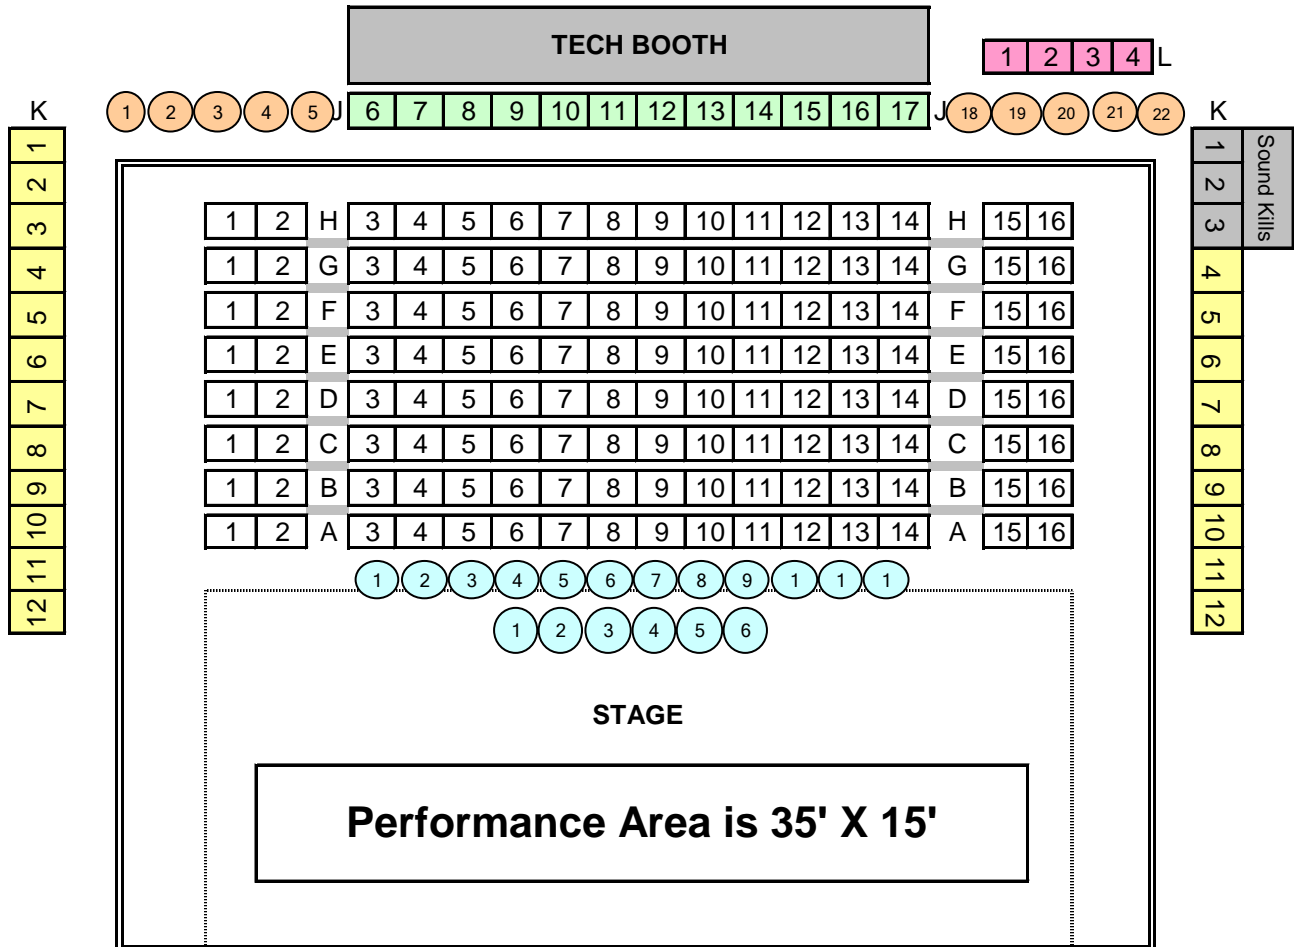 TECH BOOTH
1 2 3 4 L
K 1 2 3 4 5 J 6 7 8 9 10 11 12 13 14 15 16 17 J 18 19 20 21 22 K
1 2 3 4 5 6 7 8 9 10 11 12
1 2 H 3 4 5 6 7 8 9 10 11 12 13 14 H 15 16
1 2 G 3 4 5 6 7 8 9 10 11 12 13 14 G 15 16
1 2 F 3 4 5 6 7 8 9 10 11 12 13 14 F 15 16
1 2 E 3 4 5 6 7 8 9 10 11 12 13 14 E 15 16
1 2 D 3 4 5 6 7 8 9 10 11 12 13 14 D 15 16
1 2 C 3 4 5 6 7 8 9 10 11 12 13 14 C 15 16
1 2 B 3 4 5 6 7 8 9 10 11 12 13 14 B 15 16
1 2 A 3 4 5 6 7 8 9 10 11 12 13 14 A 15 16
1 2 3 4 5 6 7 8 9 10 11 12
Sound Kills
1 2 3 4 5 6 7 8 9 1 1 1
1 2 3 4 5 6
STAGE
Performance Area is 35' X 15'